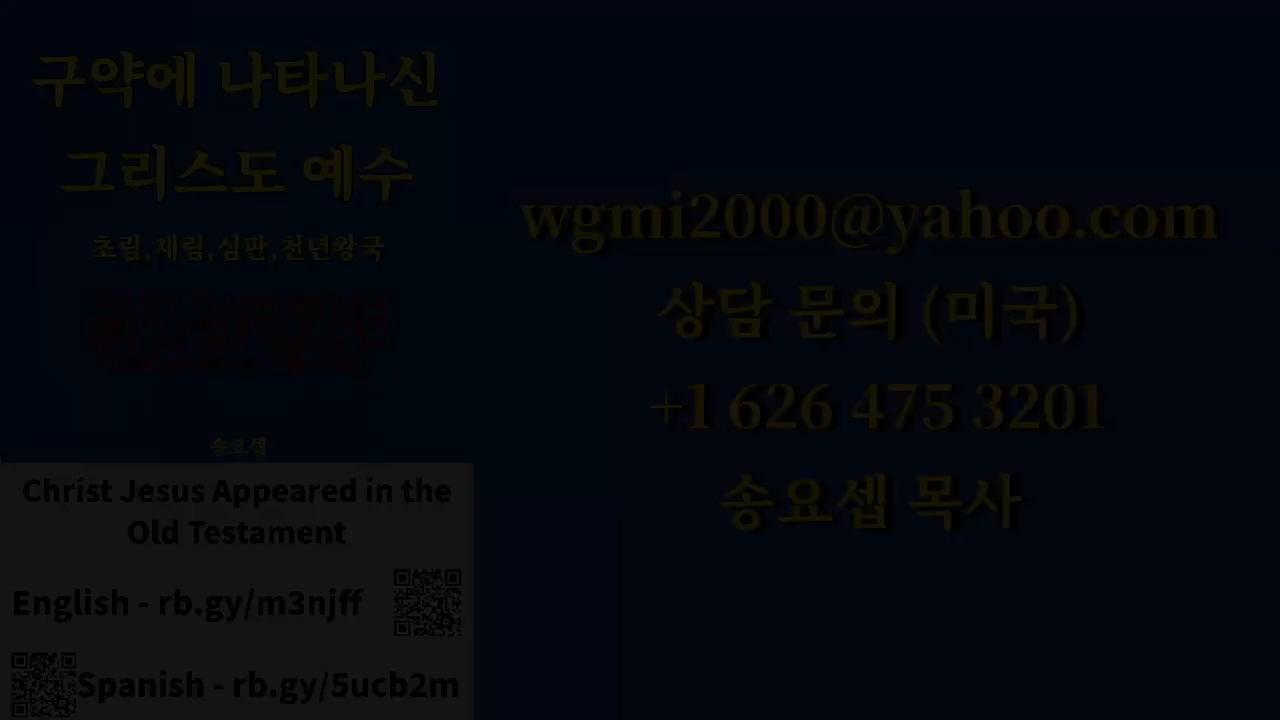 구약에 나타나신
그리스도 예수
초림,재림,심판,천년왕국
송요셉
Christ Jesus Appeared in the
Old Testament
English - rb.gy/m3njff
Spanish - rb.gy/5ucb2m
wgmi2000@yahoo.com
상담 문의 (미국)
+1 626 475 3201
송요셉 목사